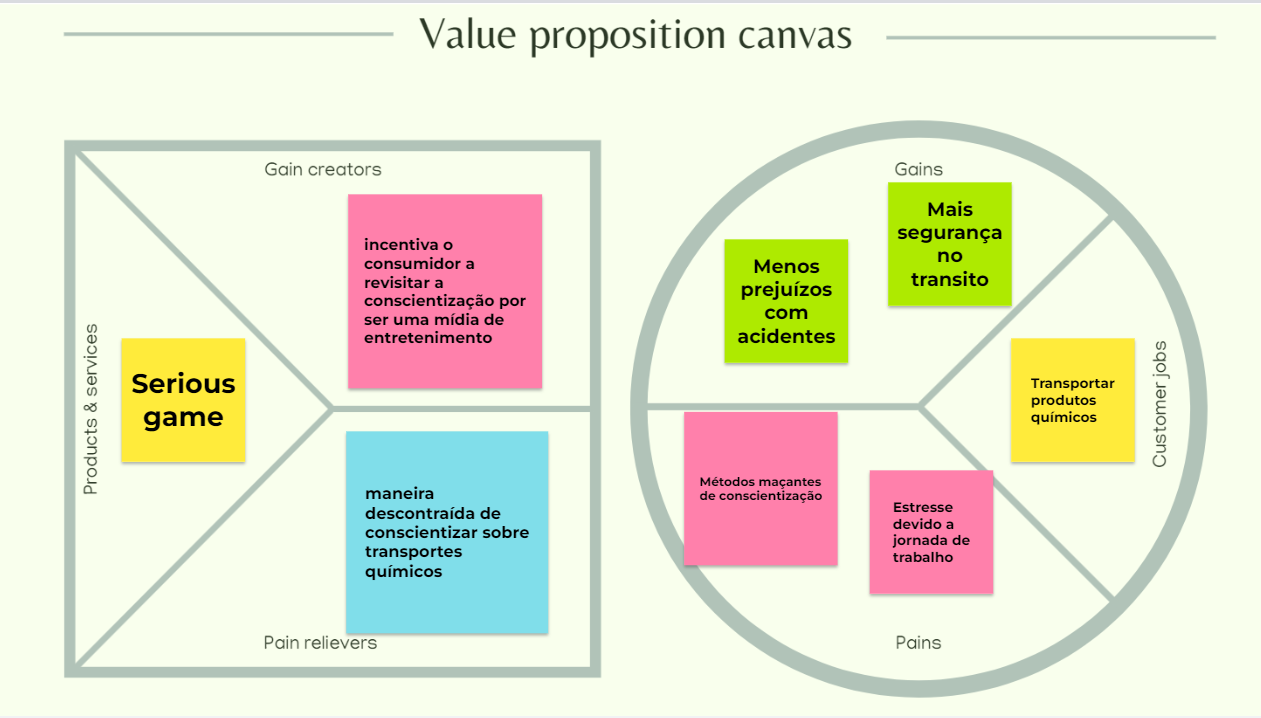 Value proposition canvas
Gain creators
incentiva o
consumidor a
revisitar a
conscientização por
ser uma mídia de
entretenimento
Products & services
Serious
game
maneira
descontraída de
conscientizar sobre
transportes
químicos
Pain relievers
Gains
Mais
segurança
no
transito
Menos
prejuízos
com
acidentes
Transportar
produtos
químicos
Customer jobs
Métodos maçantes
de conscientização
Estresse
devido a
jornada de
trabalho
Pains